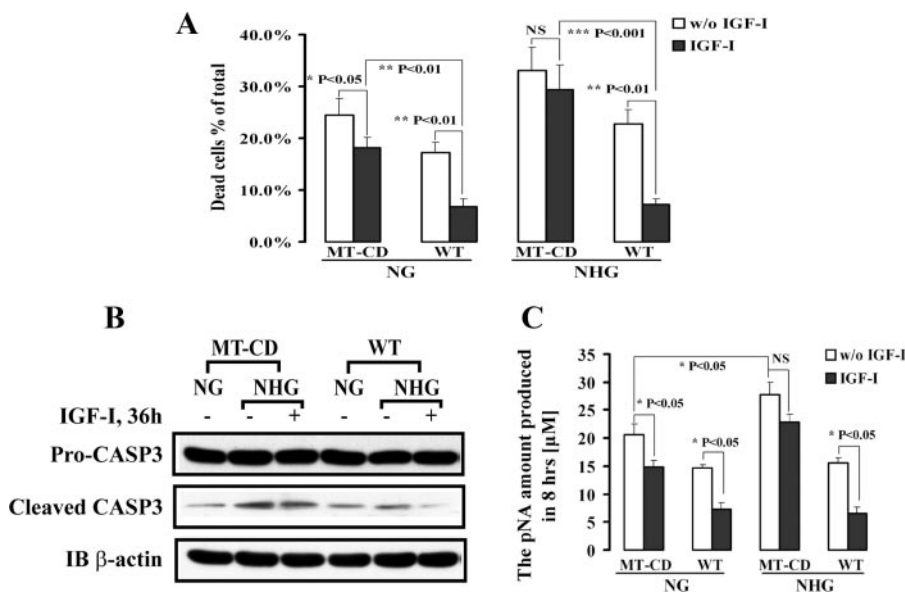 A
w/o IGF-I
IGF-I
Dead cells % of total
40.0%
30.0%
20.0%
10.0%
0.0%
* P<0.05
** P<0.01
** P<0.01
NS
*** P<0.001
** P<0.01
MT-CD WT MT-CD WT
NG NHG
B
MT-CD WT
NG NHG NG NHG
IGF-I, 36h - - + - - +
Pro-CASP3
Cleaved CASP3
IB β-actin
C
w/o IGF-I
IGF-I
The pNA amount produced
in 8 hrs [µM]
35
30
25
20
15
10
5
0
* P<0.05
* P<0.05
* P<0.05
NS
* P<0.05
MT-CD WT MT-CD WT
NG NHG